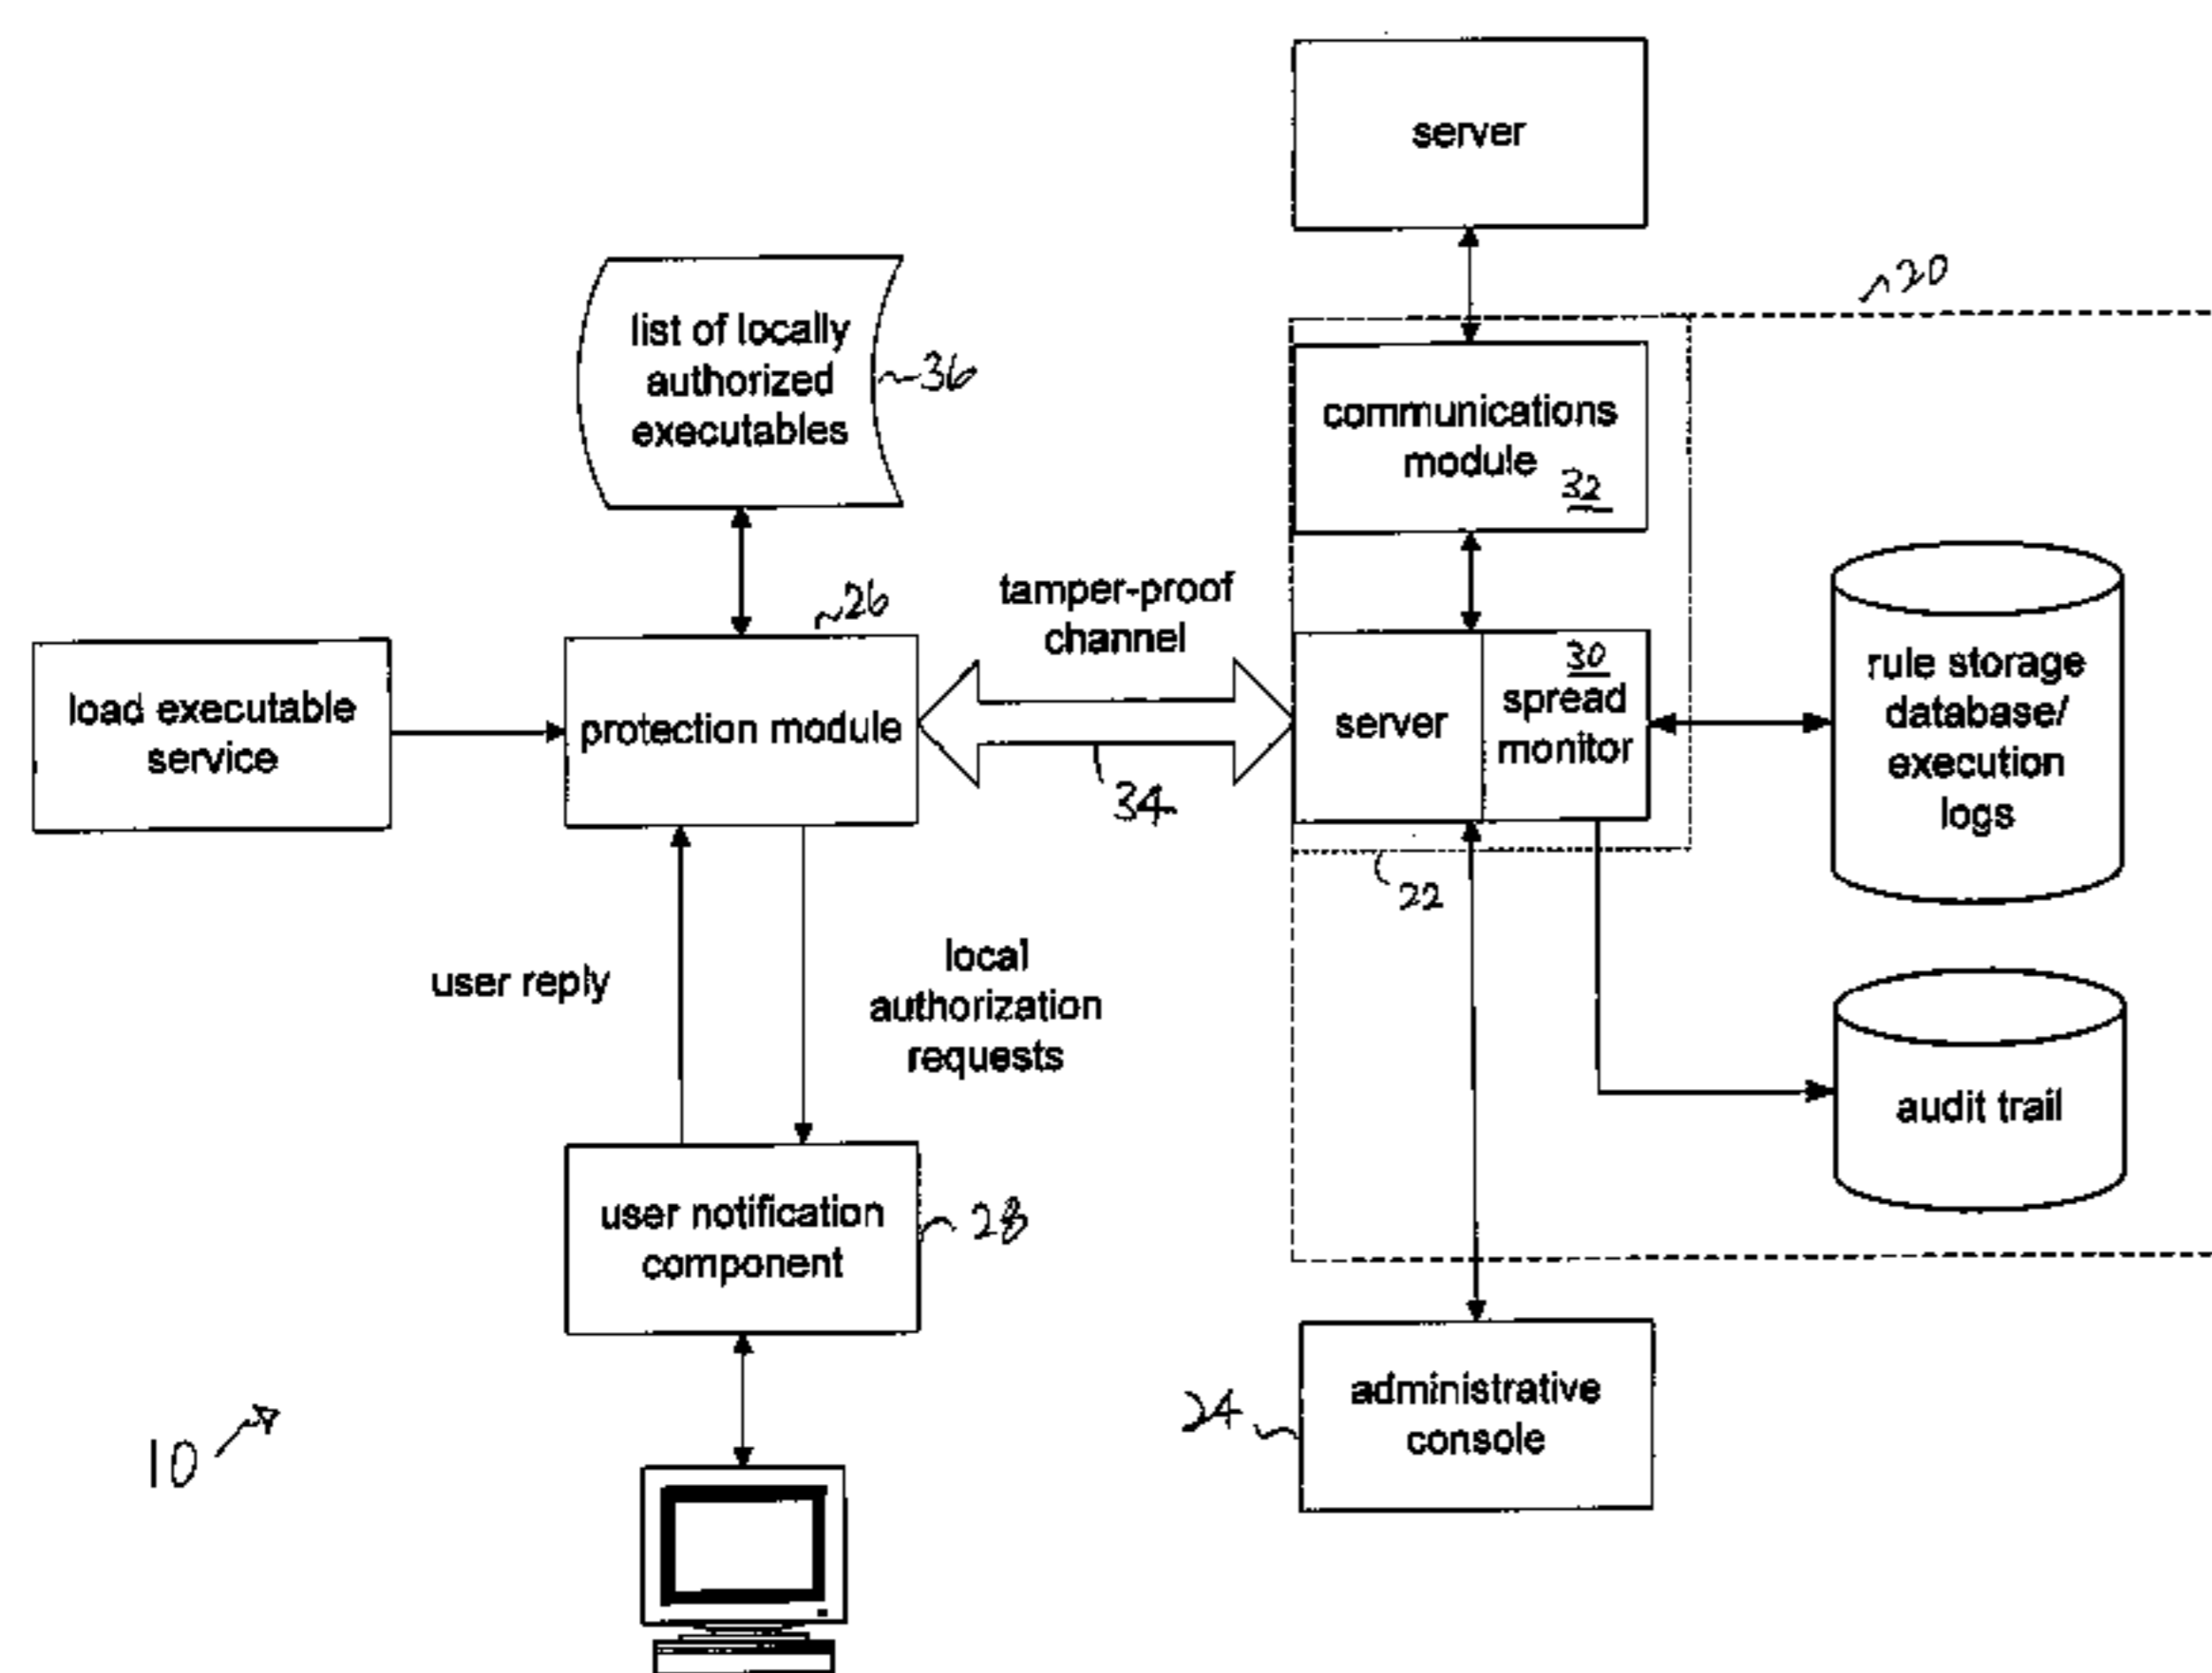 server
20
list of locally
authorized
executables
36
communications
module
32
26
tamper-proof
channel
load executable
service
protection module
server
30
spread
monitor
rule storage
database/
execution
logs
34
22
user reply
local
authorization
requests
audit trail
user notification
component
28
administrative
console
24
10